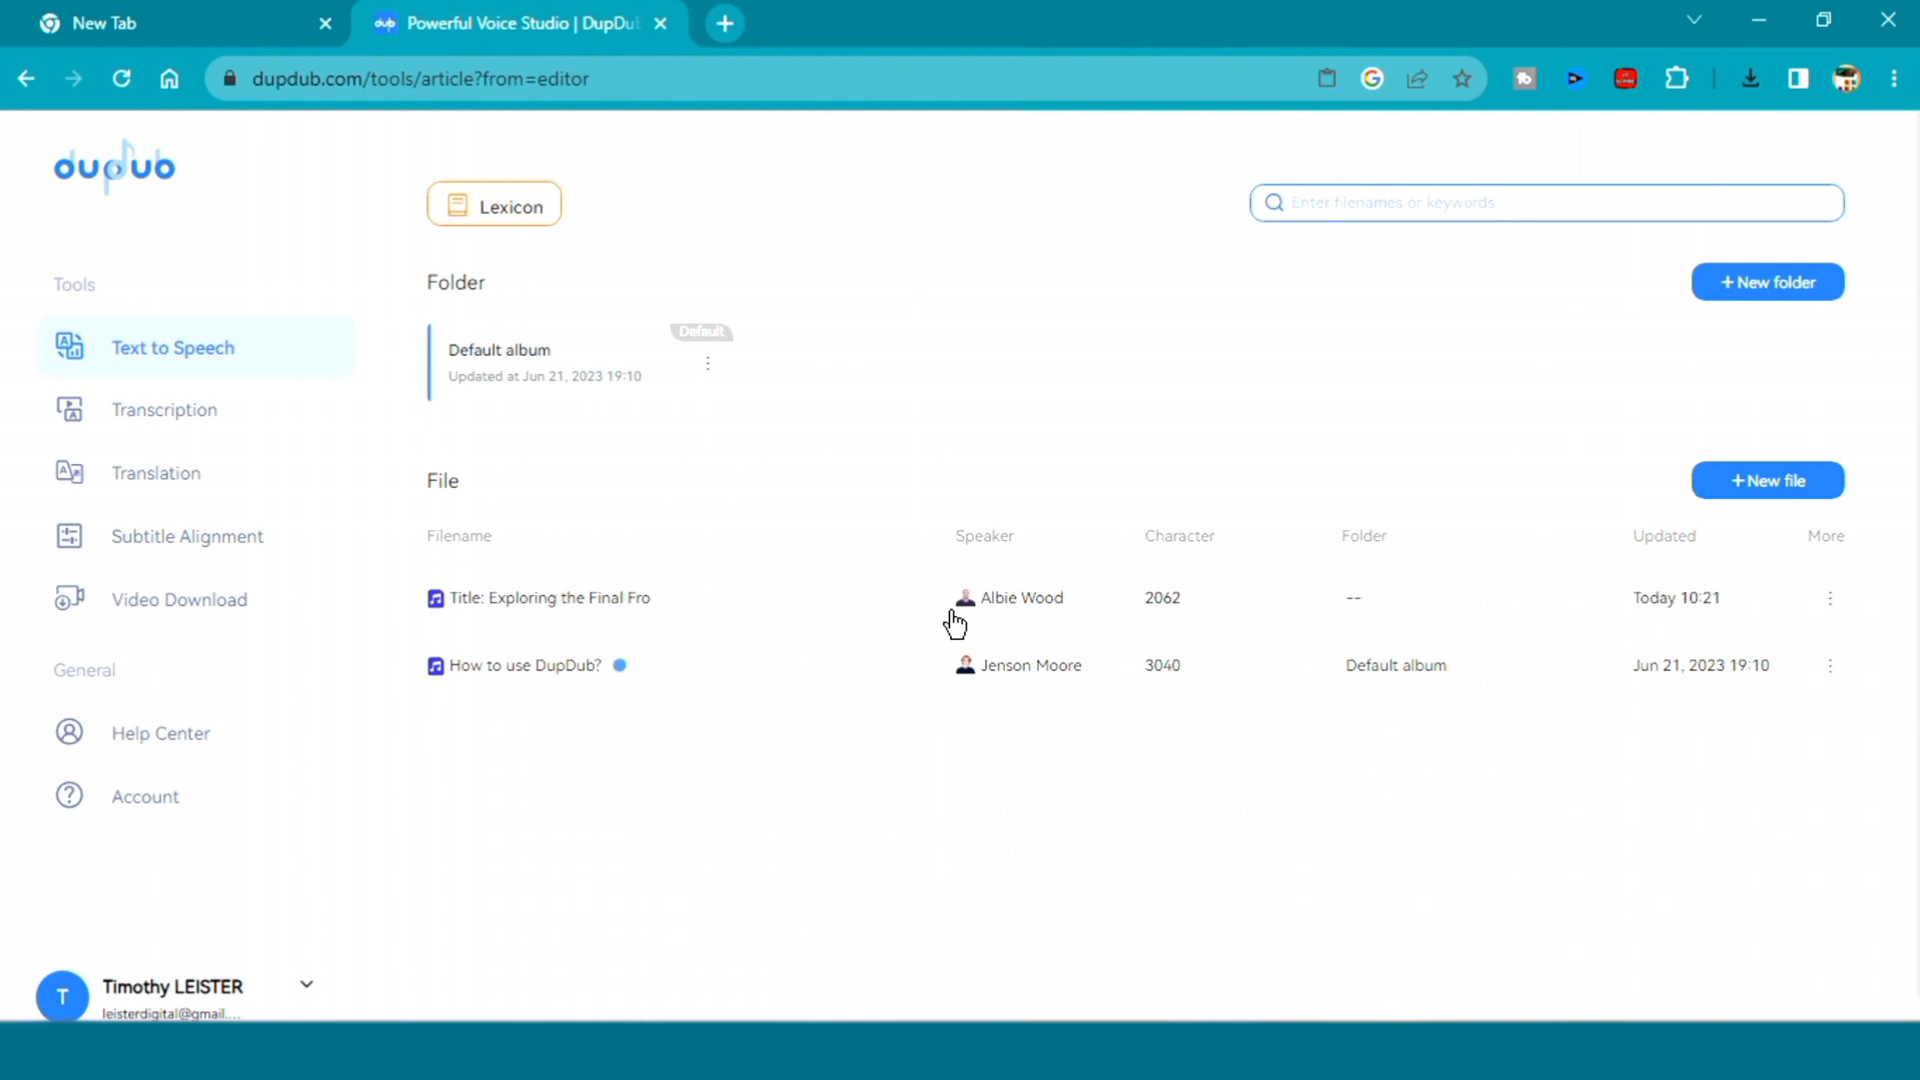 New Tab
Powerful Voice Studio | DupDub
dupdub.com/tools/article?from=editor
dupdub
Lexicon
Enter filenames or keywords
Tools
Folder
+ New folder
Text to Speech
Default
Default album
Updated at Jun 21, 2023 19:10
Transcription
Translation
File
+ New file
Subtitle Alignment
Filename Speaker Character Folder Updated More
Video Download
Title: Exploring the Final Fro Albie Wood 2062 -- Today 10:21
How to use DupDub? Jenson Moore 3040 Default album Jun 21, 2023 19:10
General
Help Center
Account
T
Timothy LEISTER
leisterdigital@gmail....